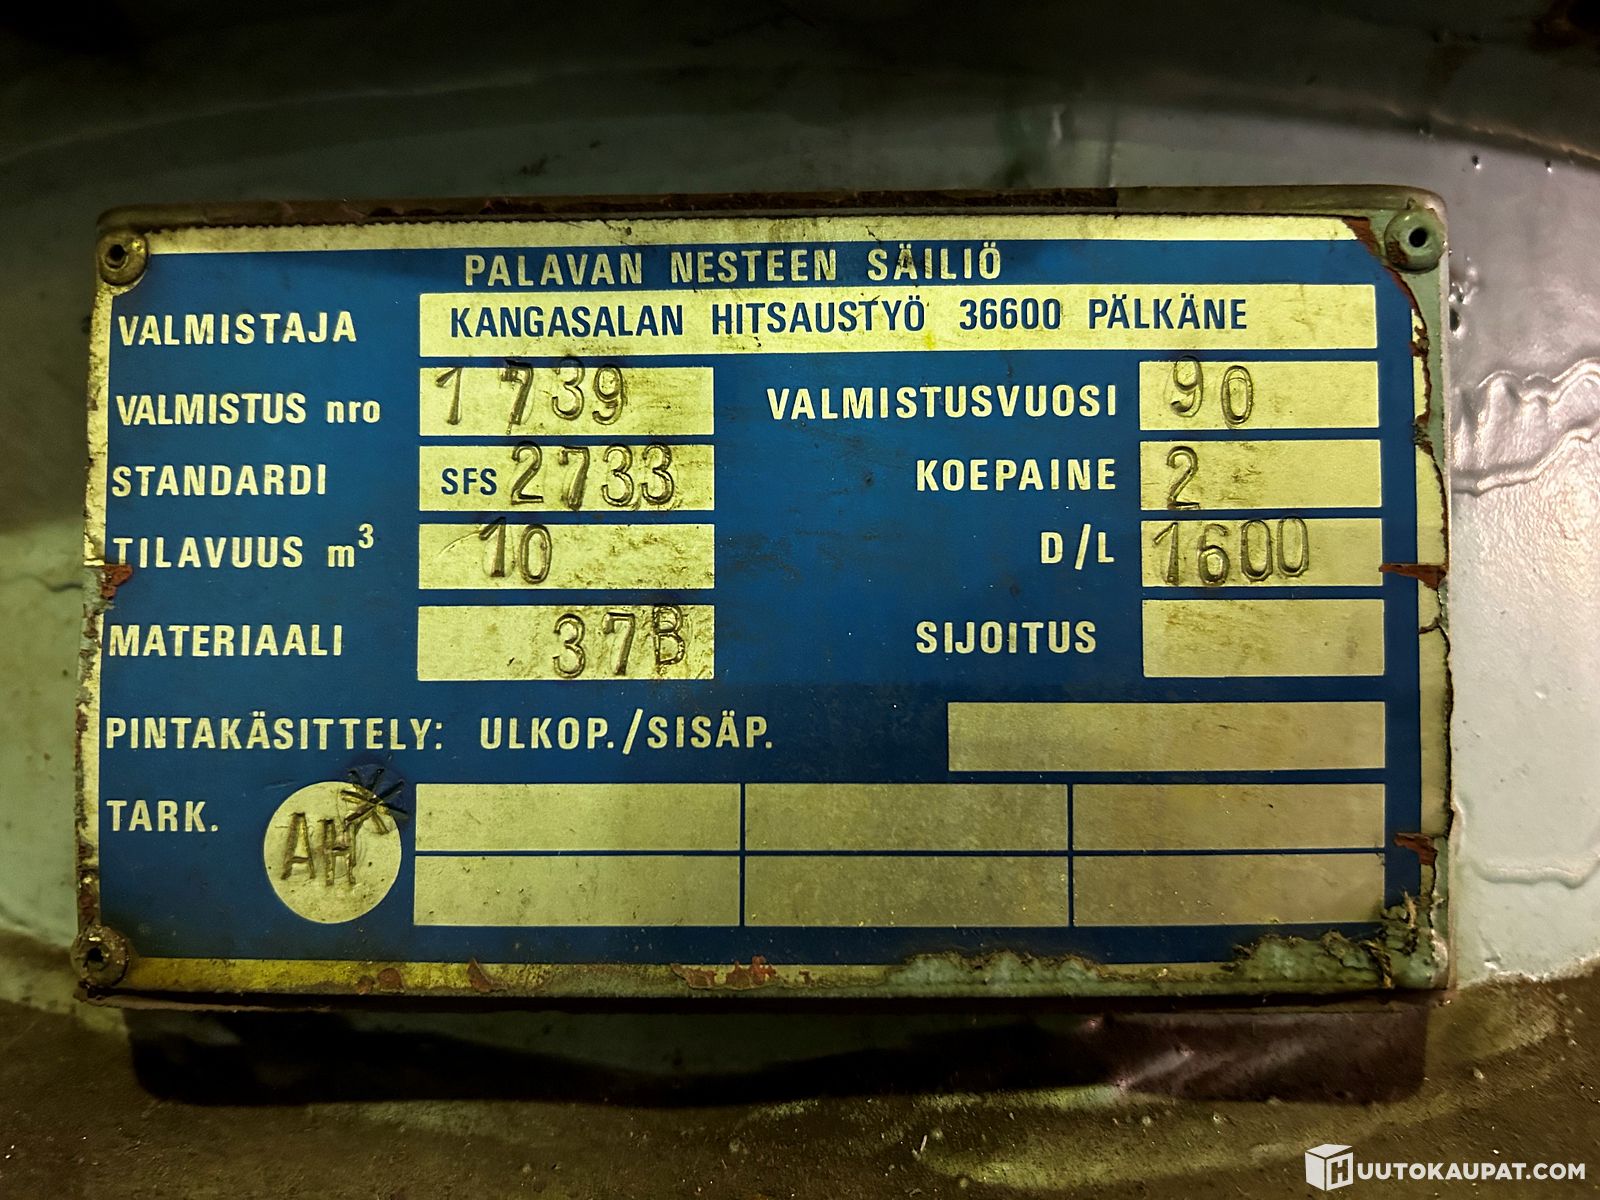 PALAVAN NESTEEN SÄILIÖ
VALMISTAJA KANGASALAN HITSAUSTYÖ 36600 PÄLKÄNE
VALMISTUS nro 1739 VALMISTUSVUOSI 90
STANDARDI SFS 2733 KOEPAINE 2
TILAVUUS m³ 10 D/L 1600
MATERIAALI 37B SIJOITUS
PINTAKÄSITTELY: ULKOP./SISÄP.
TARK. AH
HUUTOKAUPAT.COM